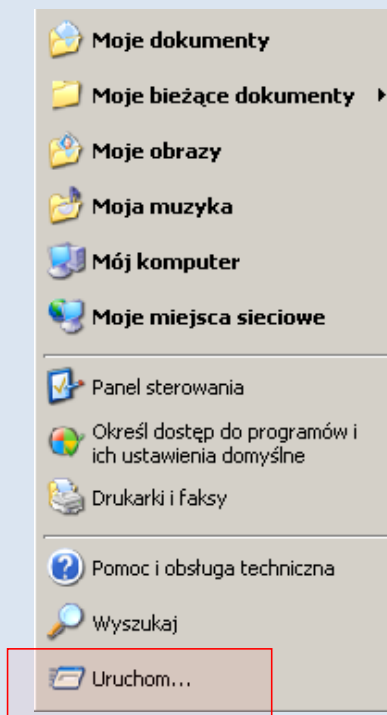 Moje dokumenty
Moje bieżące dokumenty
Moje obrazy
Moja muzyka
Mój komputer
Moje miejsca sieciowe
Panel sterowania
Określ dostęp do programów i
ich ustawienia domyślne
Drukarki i faksy
Pomoc i obsługa techniczna
Wyszukaj
Uruchom...